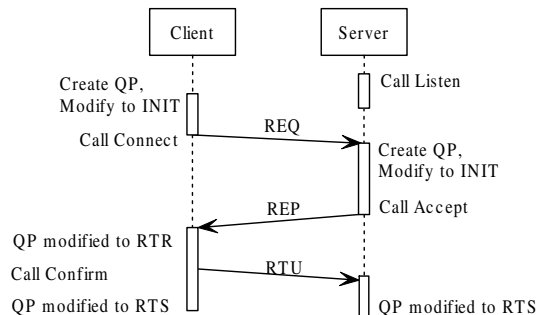 Client
Server
Call Listen
Create QP,
Modify to INIT
Call Connect
REQ
Create QP,
Modify to INIT
REP
Call Accept
QP modified to RTR
Call Confirm
RTU
QP modified to RTS
QP modified to RTS